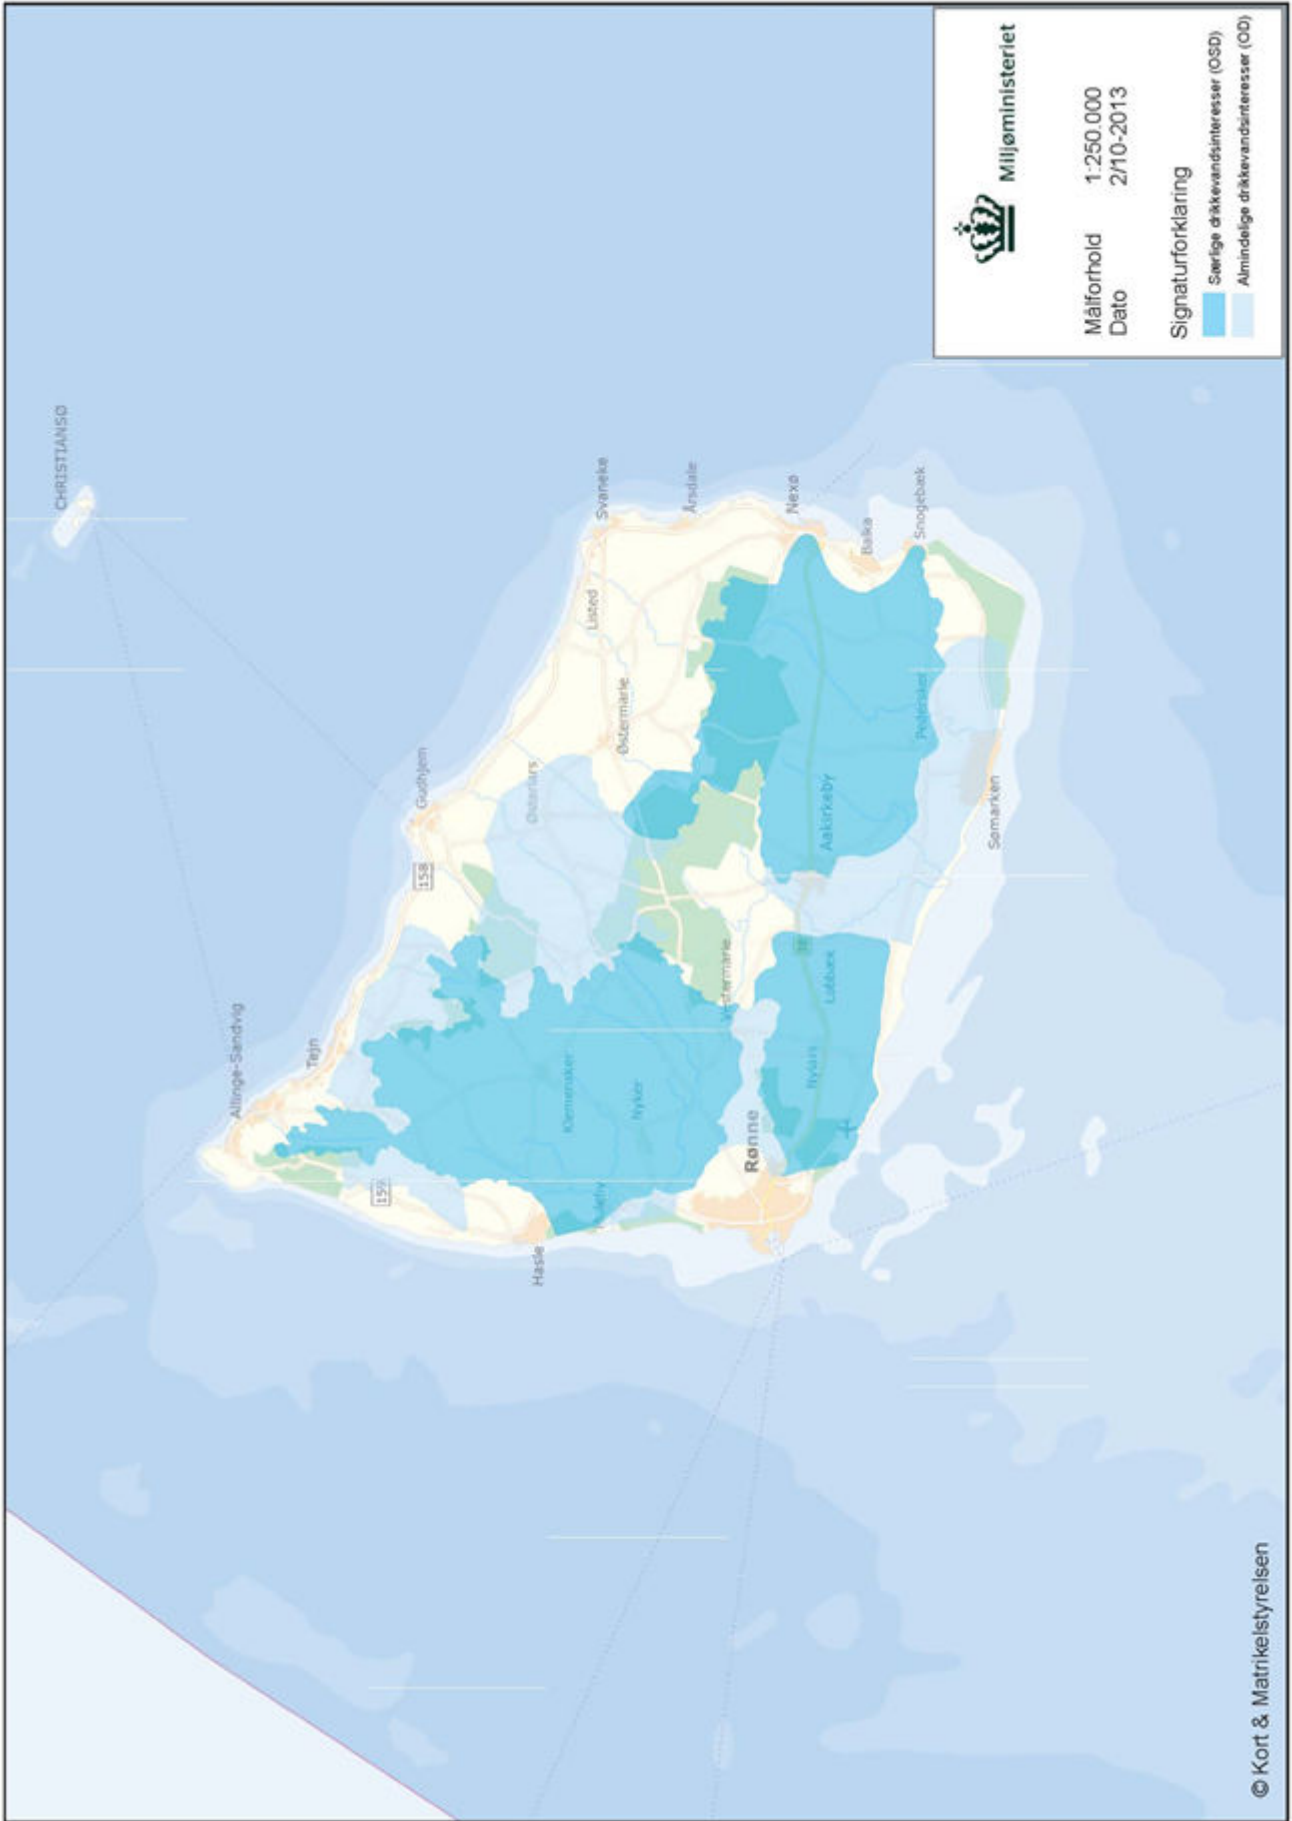 CHRISTIANSØ
Allinge-Sandvig
Tejn
Gudhjem
158
159
Hasle
Klemensker
Nyker
Østerlars
Østermarie
Listed
Svaneke
Årsdale
Nexø
Balka
Snogebæk
Vestermarie
Rønne
Nylars
Lobbæk
Aakirkeby
Pedersker
Sømarken
Miljøministeriet
Målforhold 1:250.000
Dato 2/10-2013
Signaturforklaring
Særlige drikkevandsinteresser (OSD)
Almindelige drikkevandsinteresser (OD)
© Kort & Matrikelstyrelsen